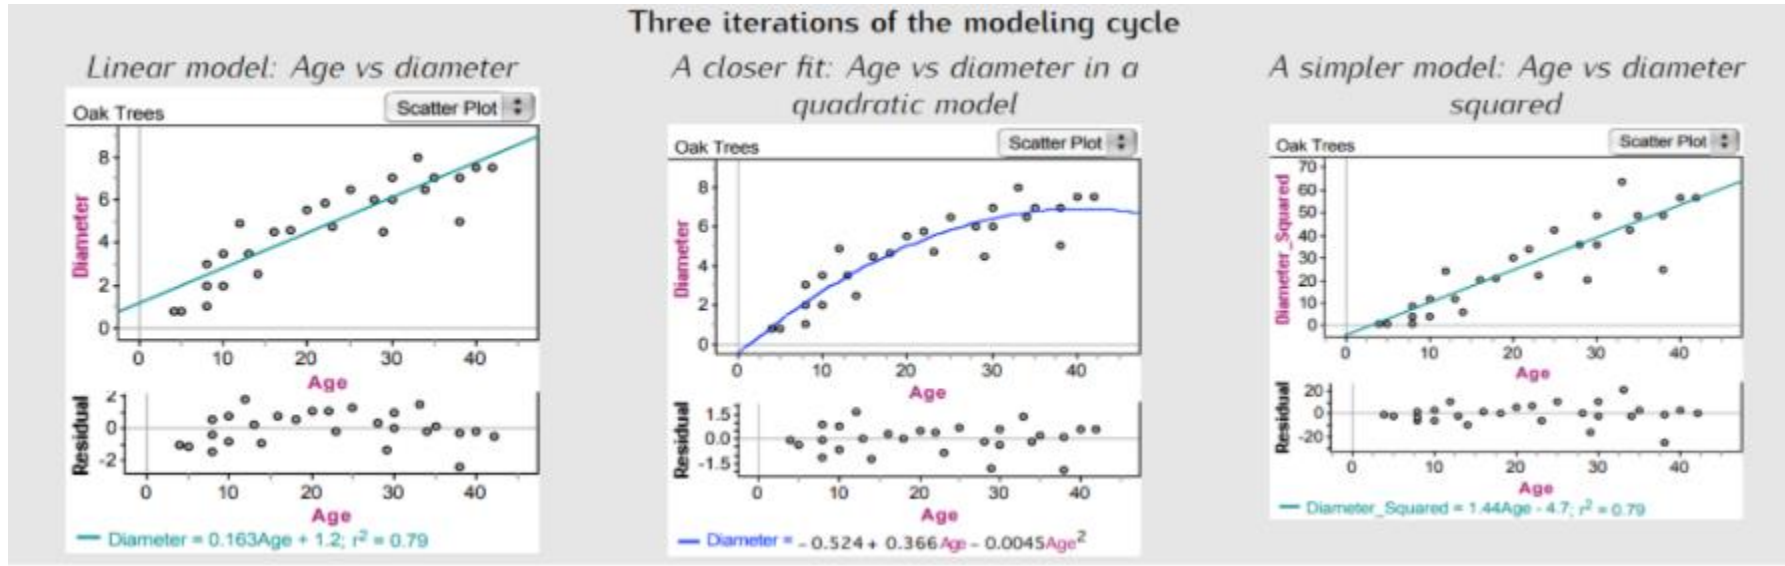 Three iterations of the modeling cycle
Linear model: Age vs diameter
Oak Trees
Scatter Plot
8
6
4
2
0
Diameter
0 10 20 30 40
Age
2
0
-2
Residual
0 10 20 30 40
Age
Diameter = 0.163Age + 1.2; r² = 0.79
A closer fit: Age vs diameter in a
quadratic model
Oak Trees
Scatter Plot
8
6
4
2
0
Diameter
0 10 20 30 40
Age
1.5
0.0
-1.5
Residual
0 10 20 30 40
Age
Diameter = -0.524 + 0.366Age - 0.0045Age²
A simpler model: Age vs diameter
squared
Oak Trees
Scatter Plot
70
60
50
40
30
20
10
0
Diameter_Squared
0 10 20 30 40
Age
20
0
-20
Residual
0 10 20 30 40
Age
Diameter_Squared = 1.44Age - 4.7; r² = 0.79